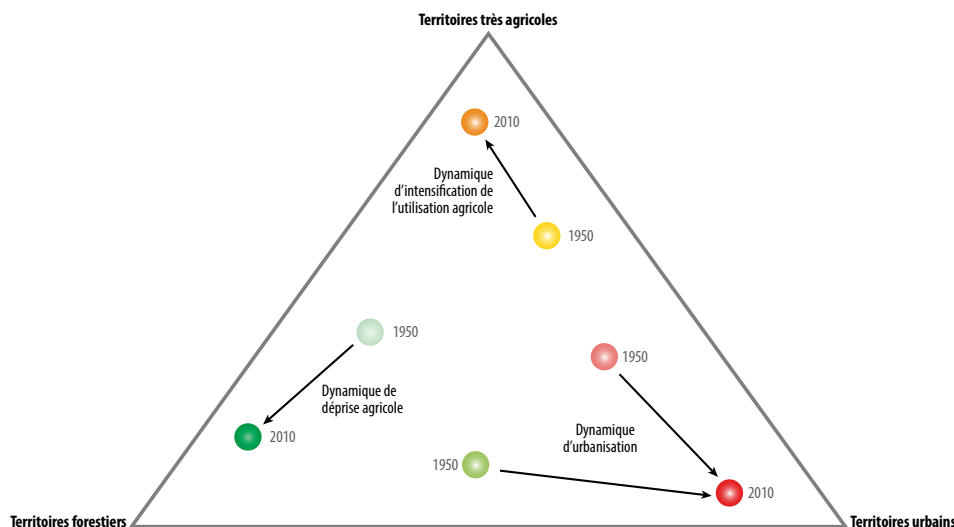 Territoires très agricoles
2010
Dynamique
d'intensification de
l'utilisation agricole
1950
1950
1950
Dynamique de
déprise agricole
2010
Dynamique
d'urbanisation
1950
2010
Territoires forestiers
Territoires urbains